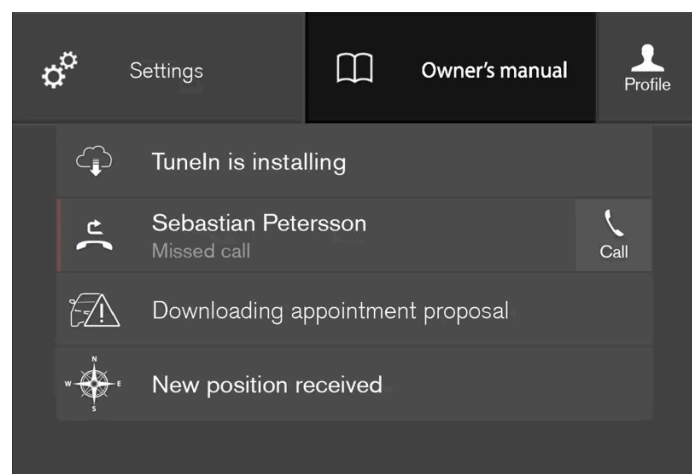 Settings
Owner's manual
Profile
TuneIn is installing
Sebastian Petersson
Missed call
Call
Downloading appointment proposal
N
W E
S
New position received